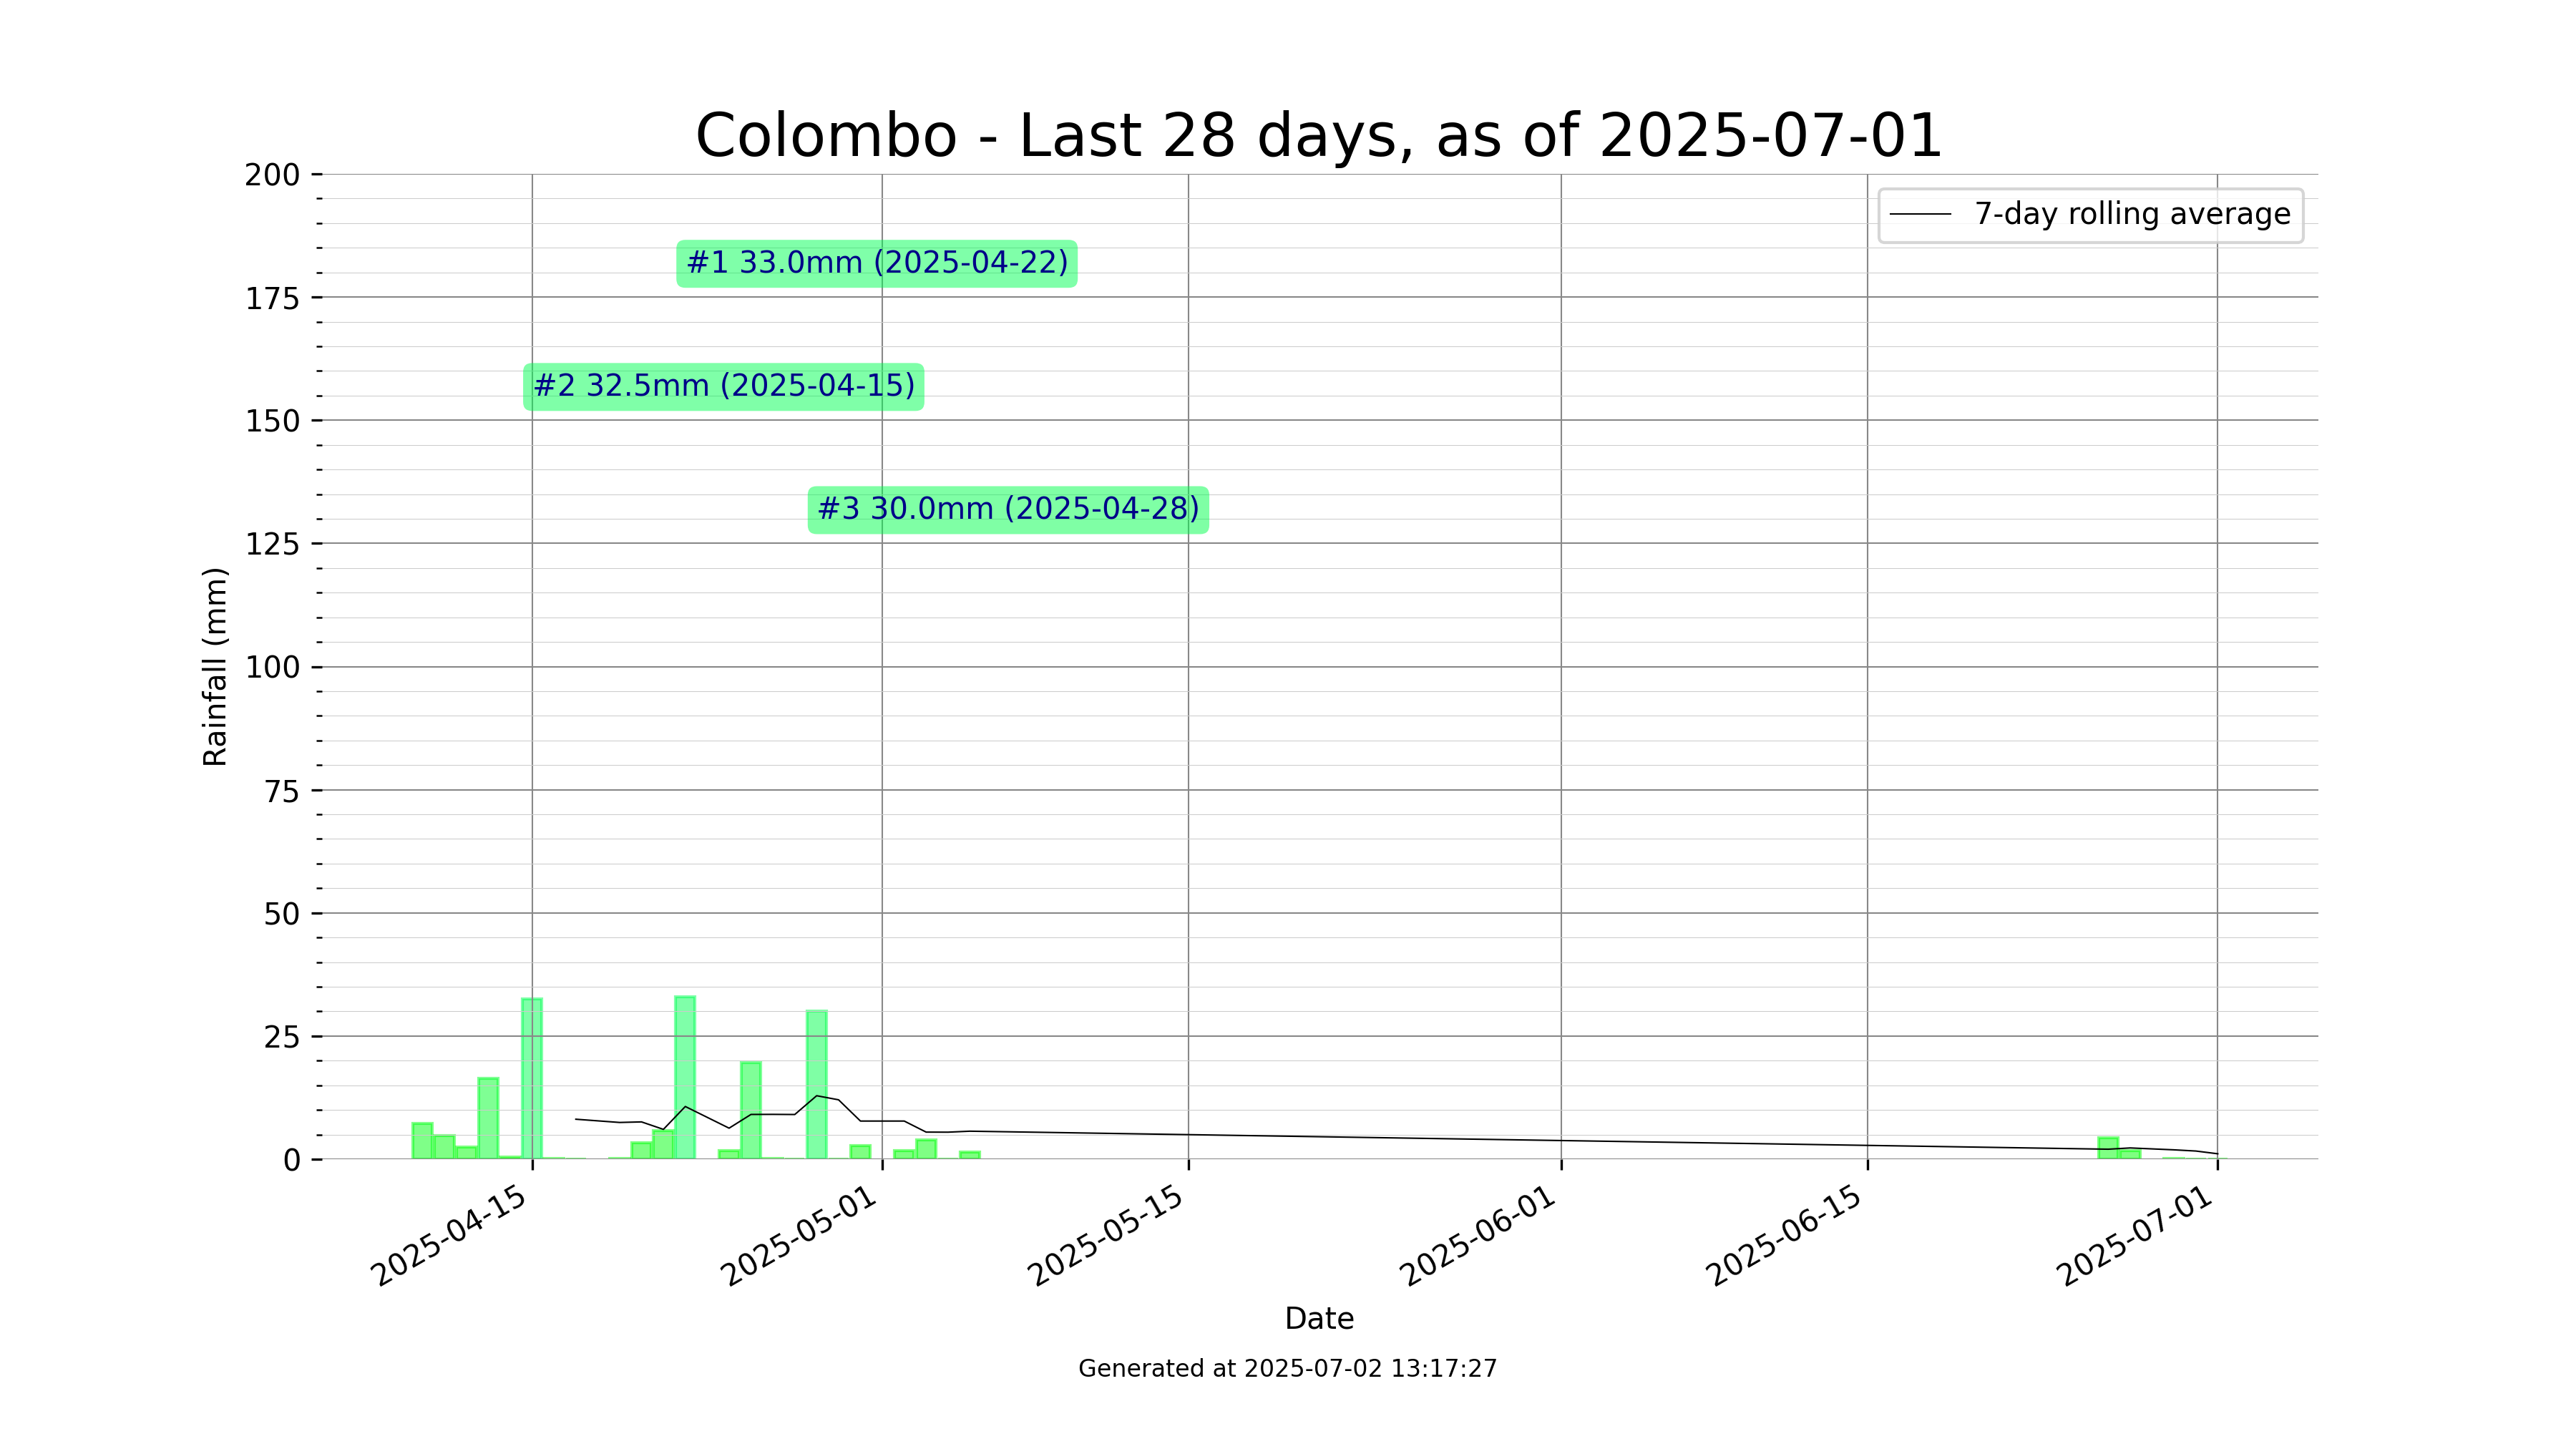 Colombo - Last 28 days, as of 2025-07-01
200
175
150
125
100
75
50
25
0
Rainfall (mm)
7-day rolling average
#1 33.0mm (2025-04-22)
#2 32.5mm (2025-04-15)
#3 30.0mm (2025-04-28)
2025-04-15
2025-05-01
2025-05-15
2025-06-01
2025-06-15
2025-07-01
Date
Generated at 2025-07-02 13:17:27